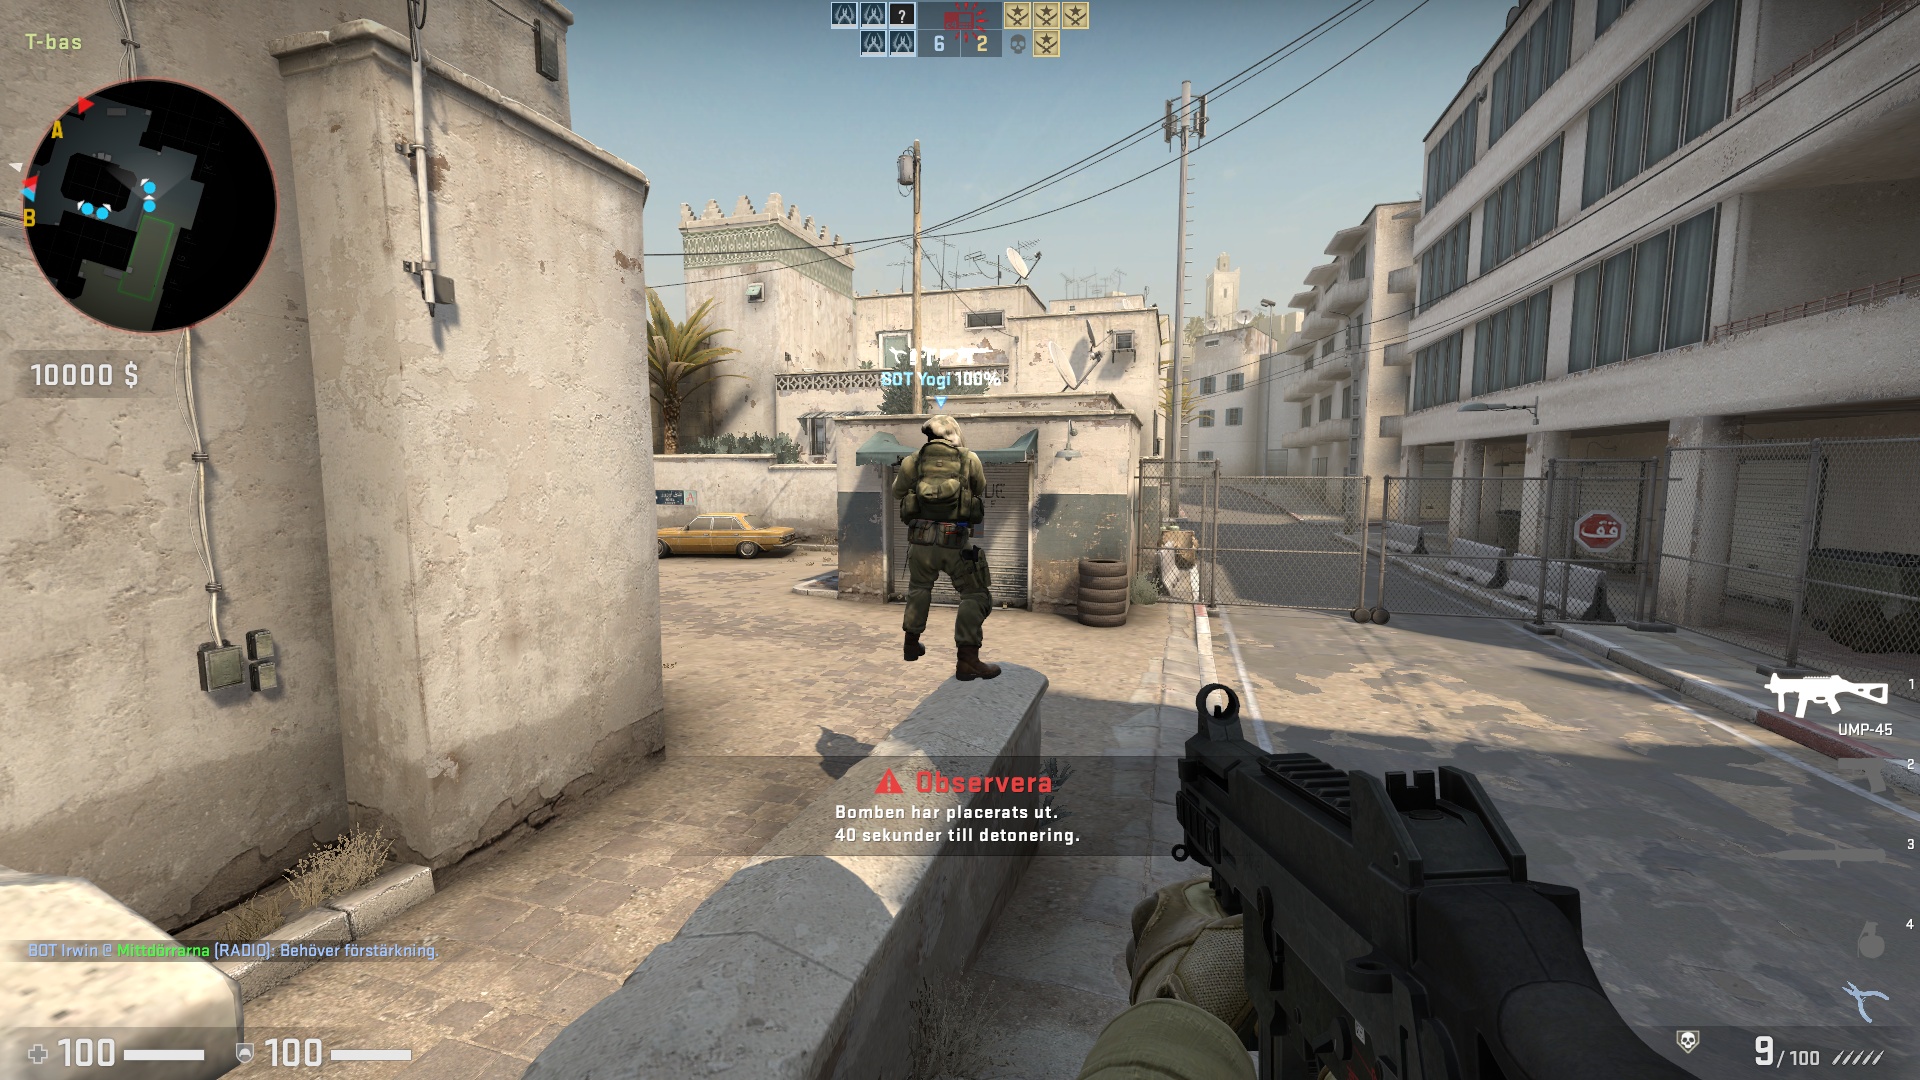 T-bas
?
6 2
A
B
10000 $
BOT Yogi 100%
قف
1
UMP-45
2
Observera
Bomben har placerats ut.
40 sekunder till detonering.
3
4
BOT Irwin @ Mittdörrarna (RADIO): Behöver förstärkning.
100
100
9 / 100